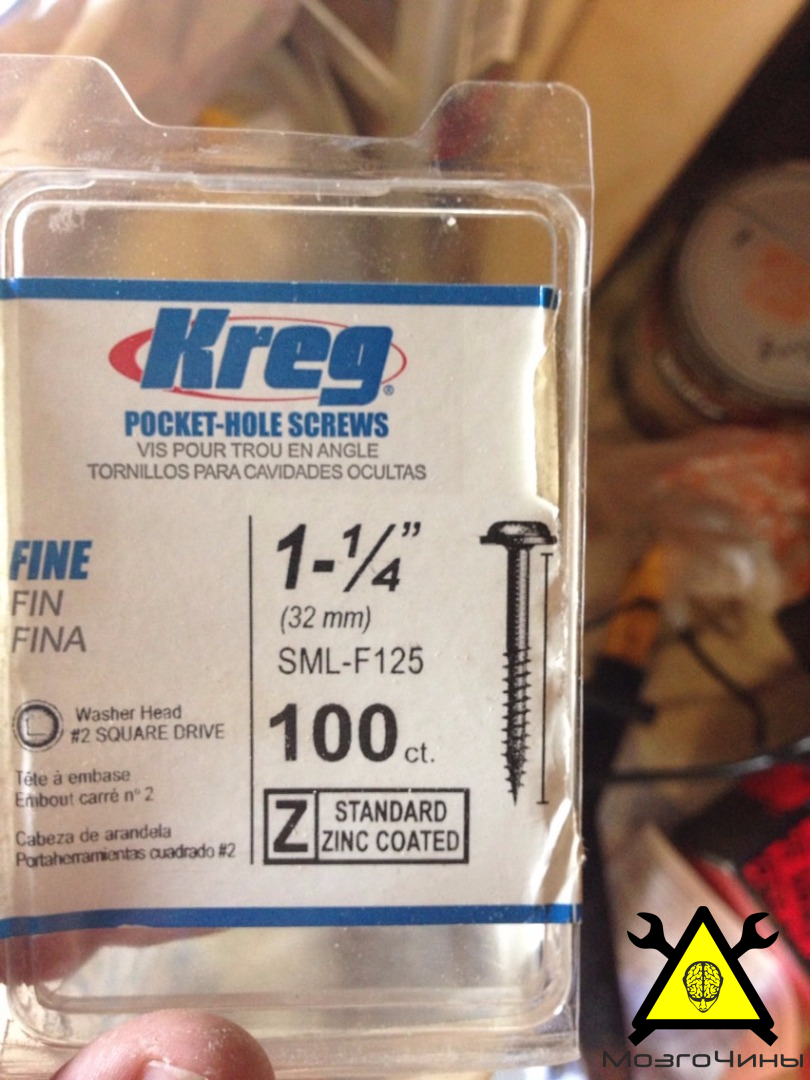 Kreg®
POCKET-HOLE SCREWS
VIS POUR TROU EN ANGLE
TORNILLOS PARA CAVIDADES OCULTAS
FINE
FIN
FINA
Washer Head
#2 SQUARE DRIVE
Tête à embase
Embout carré n° 2
Cabeza de arandela
Portaherramientas cuadrado #2
1-¼”
(32 mm)
SML-F125
100 ct.
Z STANDARD
ZINC COATED
МозгоЧины